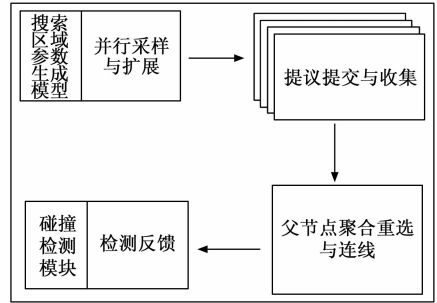 搜索
区域
参数
生成
模型
并行采样
与扩展
提议提交与收集
父节点聚合重选
与连线
碰撞
检测
模块
检测反馈